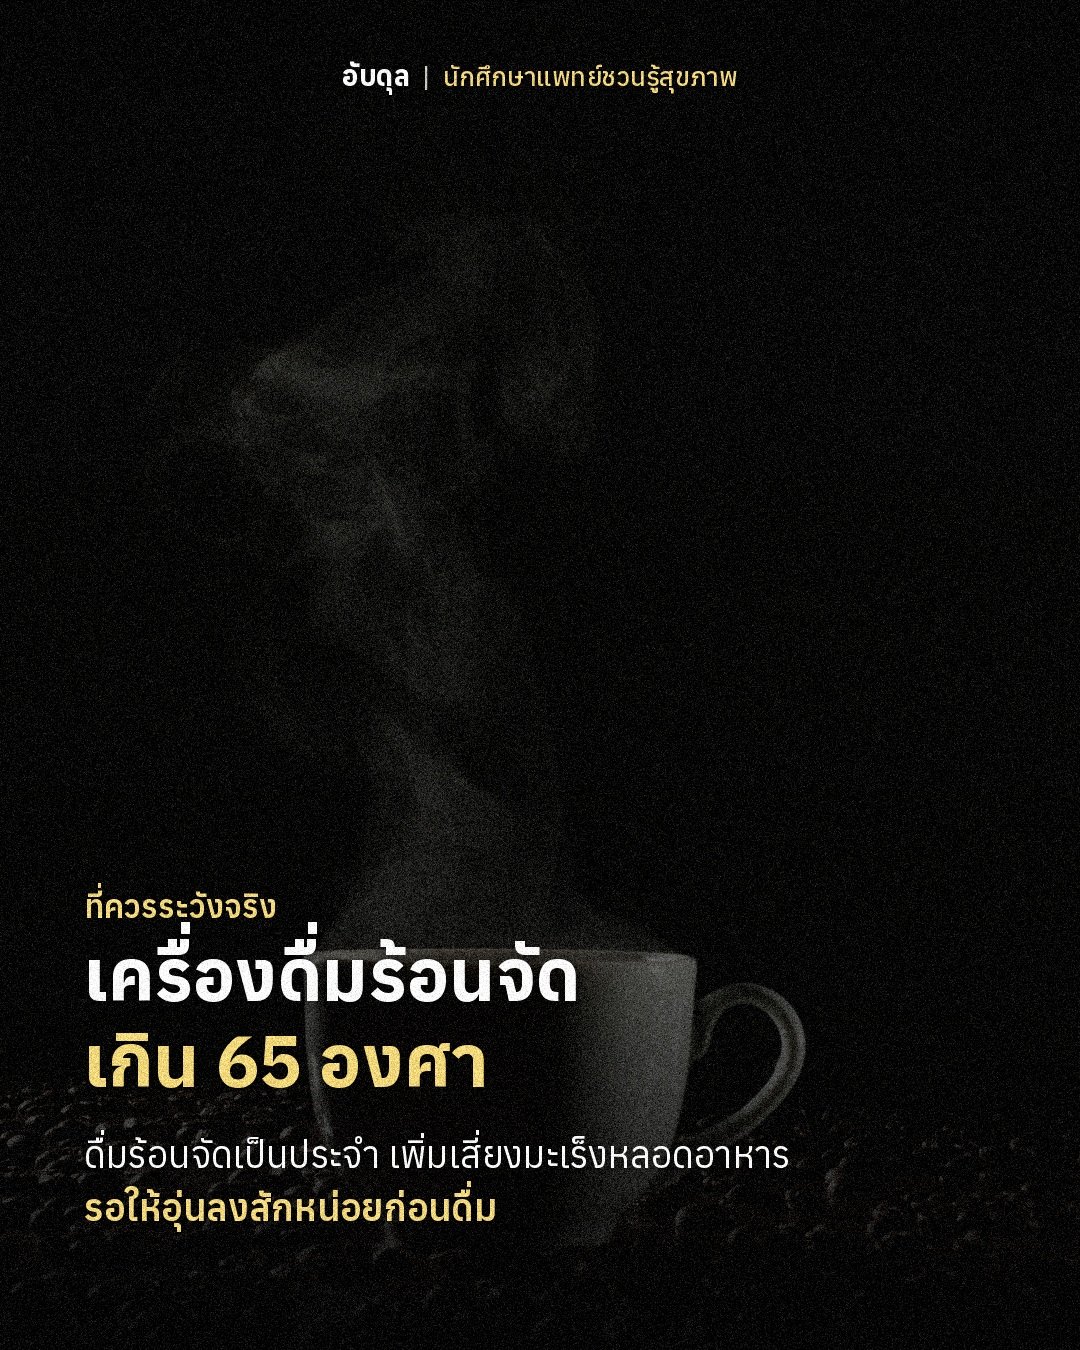 อับดุล | นักศึกษาแพทย์ชวนรู้สุขภาพ
ที่ควรระวังจริง
เครื่องดื่มร้อนจัด
เกิน 65 องศา
ดื่มร้อนจัดเป็นประจำ เพิ่มเสี่ยงมะเร็งหลอดอาหาร
รอให้อุ่นลงสักหน่อยก่อนดื่ม